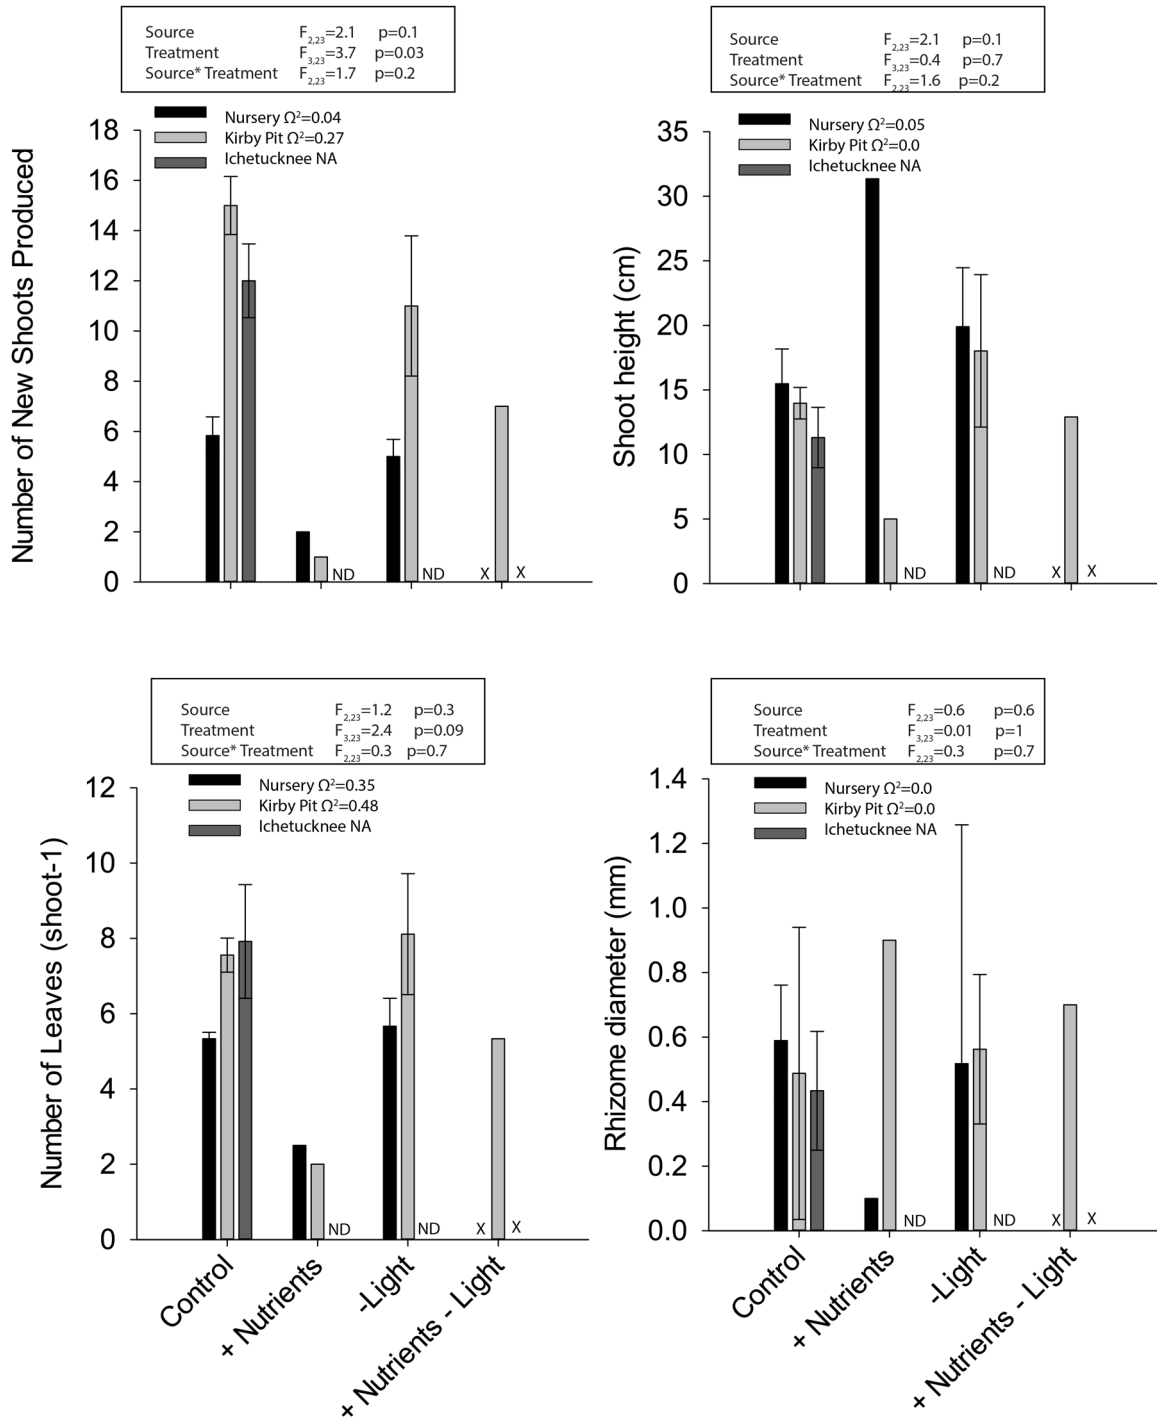 Source F2,23=2.1 p=0.1
Treatment F3,23=3.7 p=0.03
Source* Treatment F2,23=1.7 p=0.2
Nursery Ω²=0.04
Kirby Pit Ω²=0.27
Ichetucknee NA
Number of New Shoots Produced
18
16
14
12
10
8
6
4
2
0
ND
ND
X
X
Source F2,23=2.1 p=0.1
Treatment F3,23=0.4 p=0.7
Source* Treatment F2,23=1.6 p=0.2
Nursery Ω²=0.05
Kirby Pit Ω²=0.0
Ichetucknee NA
Shoot height (cm)
35
30
25
20
15
10
5
0
ND
ND
X
X
Source F2,23=1.2 p=0.3
Treatment F3,23=2.4 p=0.09
Source* Treatment F2,23=0.3 p=0.7
Nursery Ω²=0.35
Kirby Pit Ω²=0.48
Ichetucknee NA
Number of Leaves (shoot-1)
12
10
8
6
4
2
0
ND
ND
X
X
Control
+ Nutrients
-Light
+ Nutrients - Light
Source F2,23=0.6 p=0.6
Treatment F3,23=0.01 p=1
Source* Treatment F2,23=0.3 p=0.7
Nursery Ω²=0.0
Kirby Pit Ω²=0.0
Ichetucknee NA
Rhizome diameter (mm)
1.4
1.2
1.0
0.8
0.6
0.4
0.2
0.0
ND
ND
X
X
Control
+ Nutrients
-Light
+ Nutrients - Light